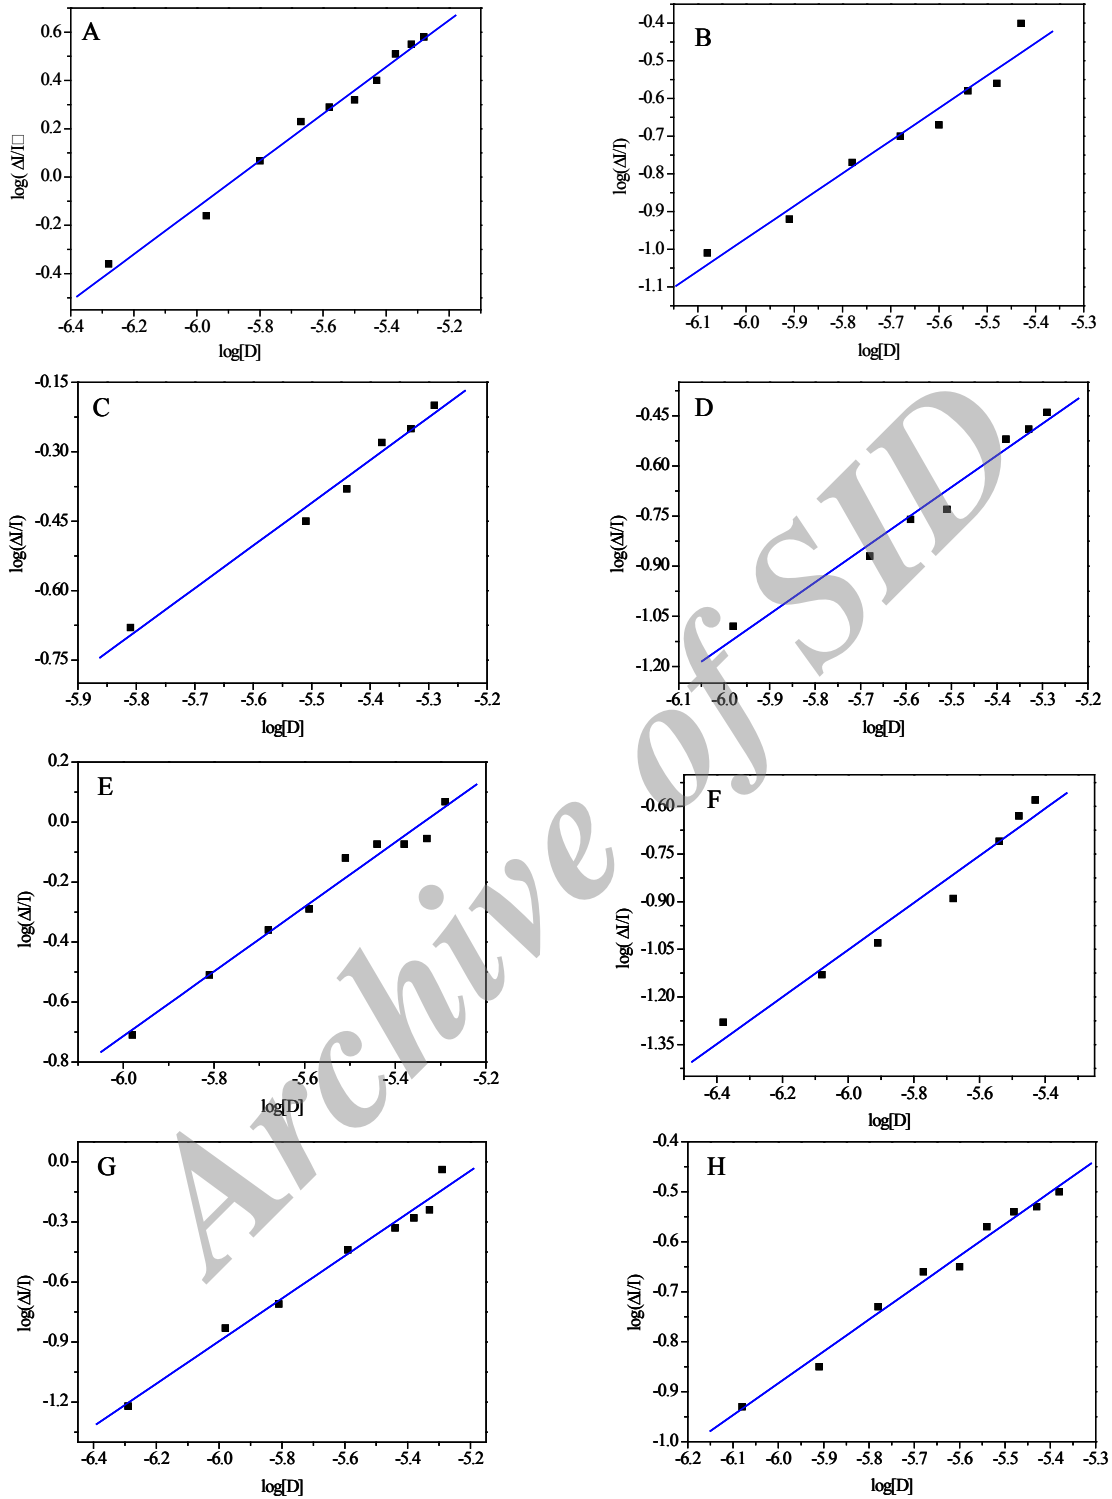 A
0.6
0.4
0.2
0.0
-0.2
-0.4
log( ΔI/I□
-6.4 -6.2 -6.0 -5.8 -5.6 -5.4 -5.2
log[D]
B
-0.4
-0.5
-0.6
-0.7
-0.8
-0.9
-1.0
-1.1
log(ΔI/I)
-6.1 -6.0 -5.9 -5.8 -5.7 -5.6 -5.5 -5.4 -5.3
log[D]
C
-0.15
-0.30
-0.45
-0.60
-0.75
log(ΔI/I)
-5.9 -5.8 -5.7 -5.6 -5.5 -5.4 -5.3 -5.2
log[D]
D
-0.45
-0.60
-0.75
-0.90
-1.05
-1.20
log(ΔI/I)
-6.1 -6.0 -5.9 -5.8 -5.7 -5.6 -5.5 -5.4 -5.3 -5.2
log[D]
E
0.2
0.0
-0.2
-0.4
-0.6
-0.8
log(ΔI/I)
-6.0 -5.8 -5.6 -5.4 -5.2
log[D]
F
-0.60
-0.75
-0.90
-1.05
-1.20
-1.35
log( ΔI/I)
-6.4 -6.2 -6.0 -5.8 -5.6 -5.4
log[D]
G
0.0
-0.3
-0.6
-0.9
-1.2
log(ΔI/I)
-6.4 -6.2 -6.0 -5.8 -5.6 -5.4 -5.2
log[D]
H
-0.4
-0.5
-0.6
-0.7
-0.8
-0.9
-1.0
log(ΔI/I)
-6.2 -6.1 -6.0 -5.9 -5.8 -5.7 -5.6 -5.5 -5.4 -5.3
log[D]
Archive of SID